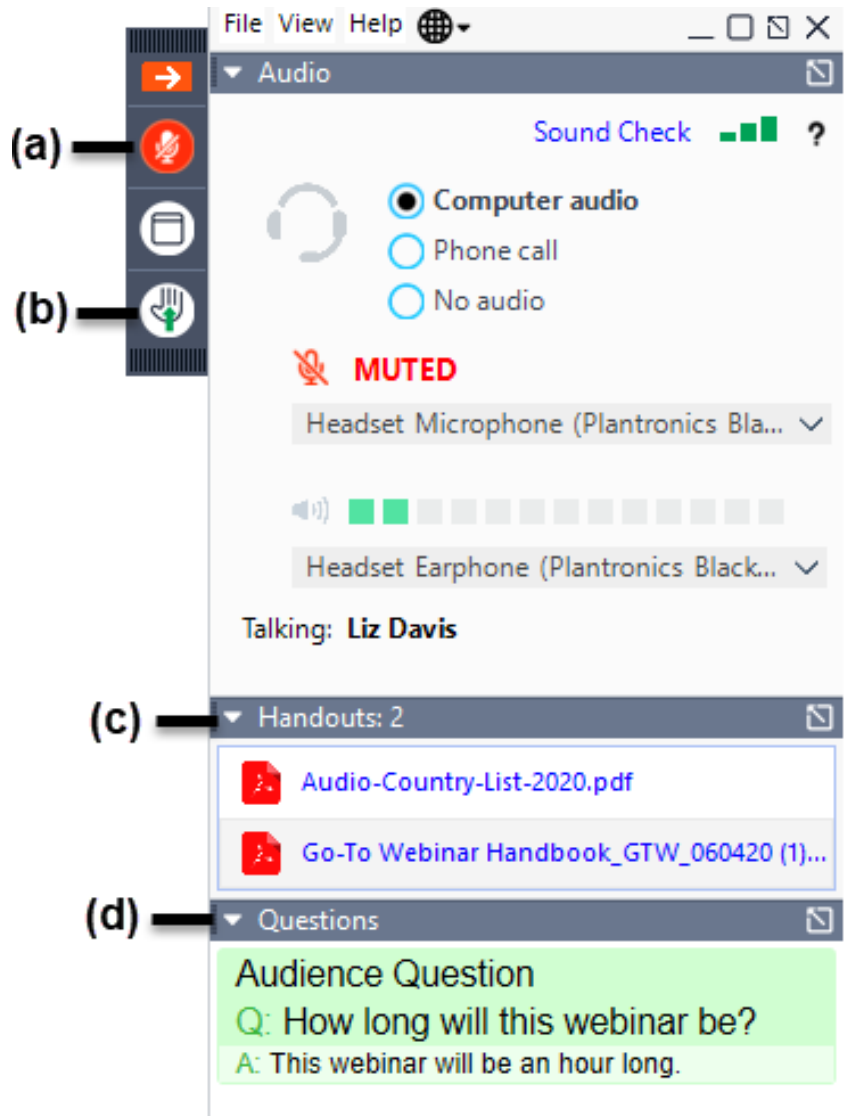 File View Help
Audio
(a)
Sound Check ?
Computer audio
Phone call
(b)
No audio
MUTED
Headset Microphone (Plantronics Bla...
Headset Earphone (Plantronics Black...
Talking: Liz Davis
(c)
Handouts: 2
Audio-Country-List-2020.pdf
Go-To Webinar Handbook_GTW_060420 (1)...
(d)
Questions
Audience Question
Q: How long will this webinar be?
A: This webinar will be an hour long.